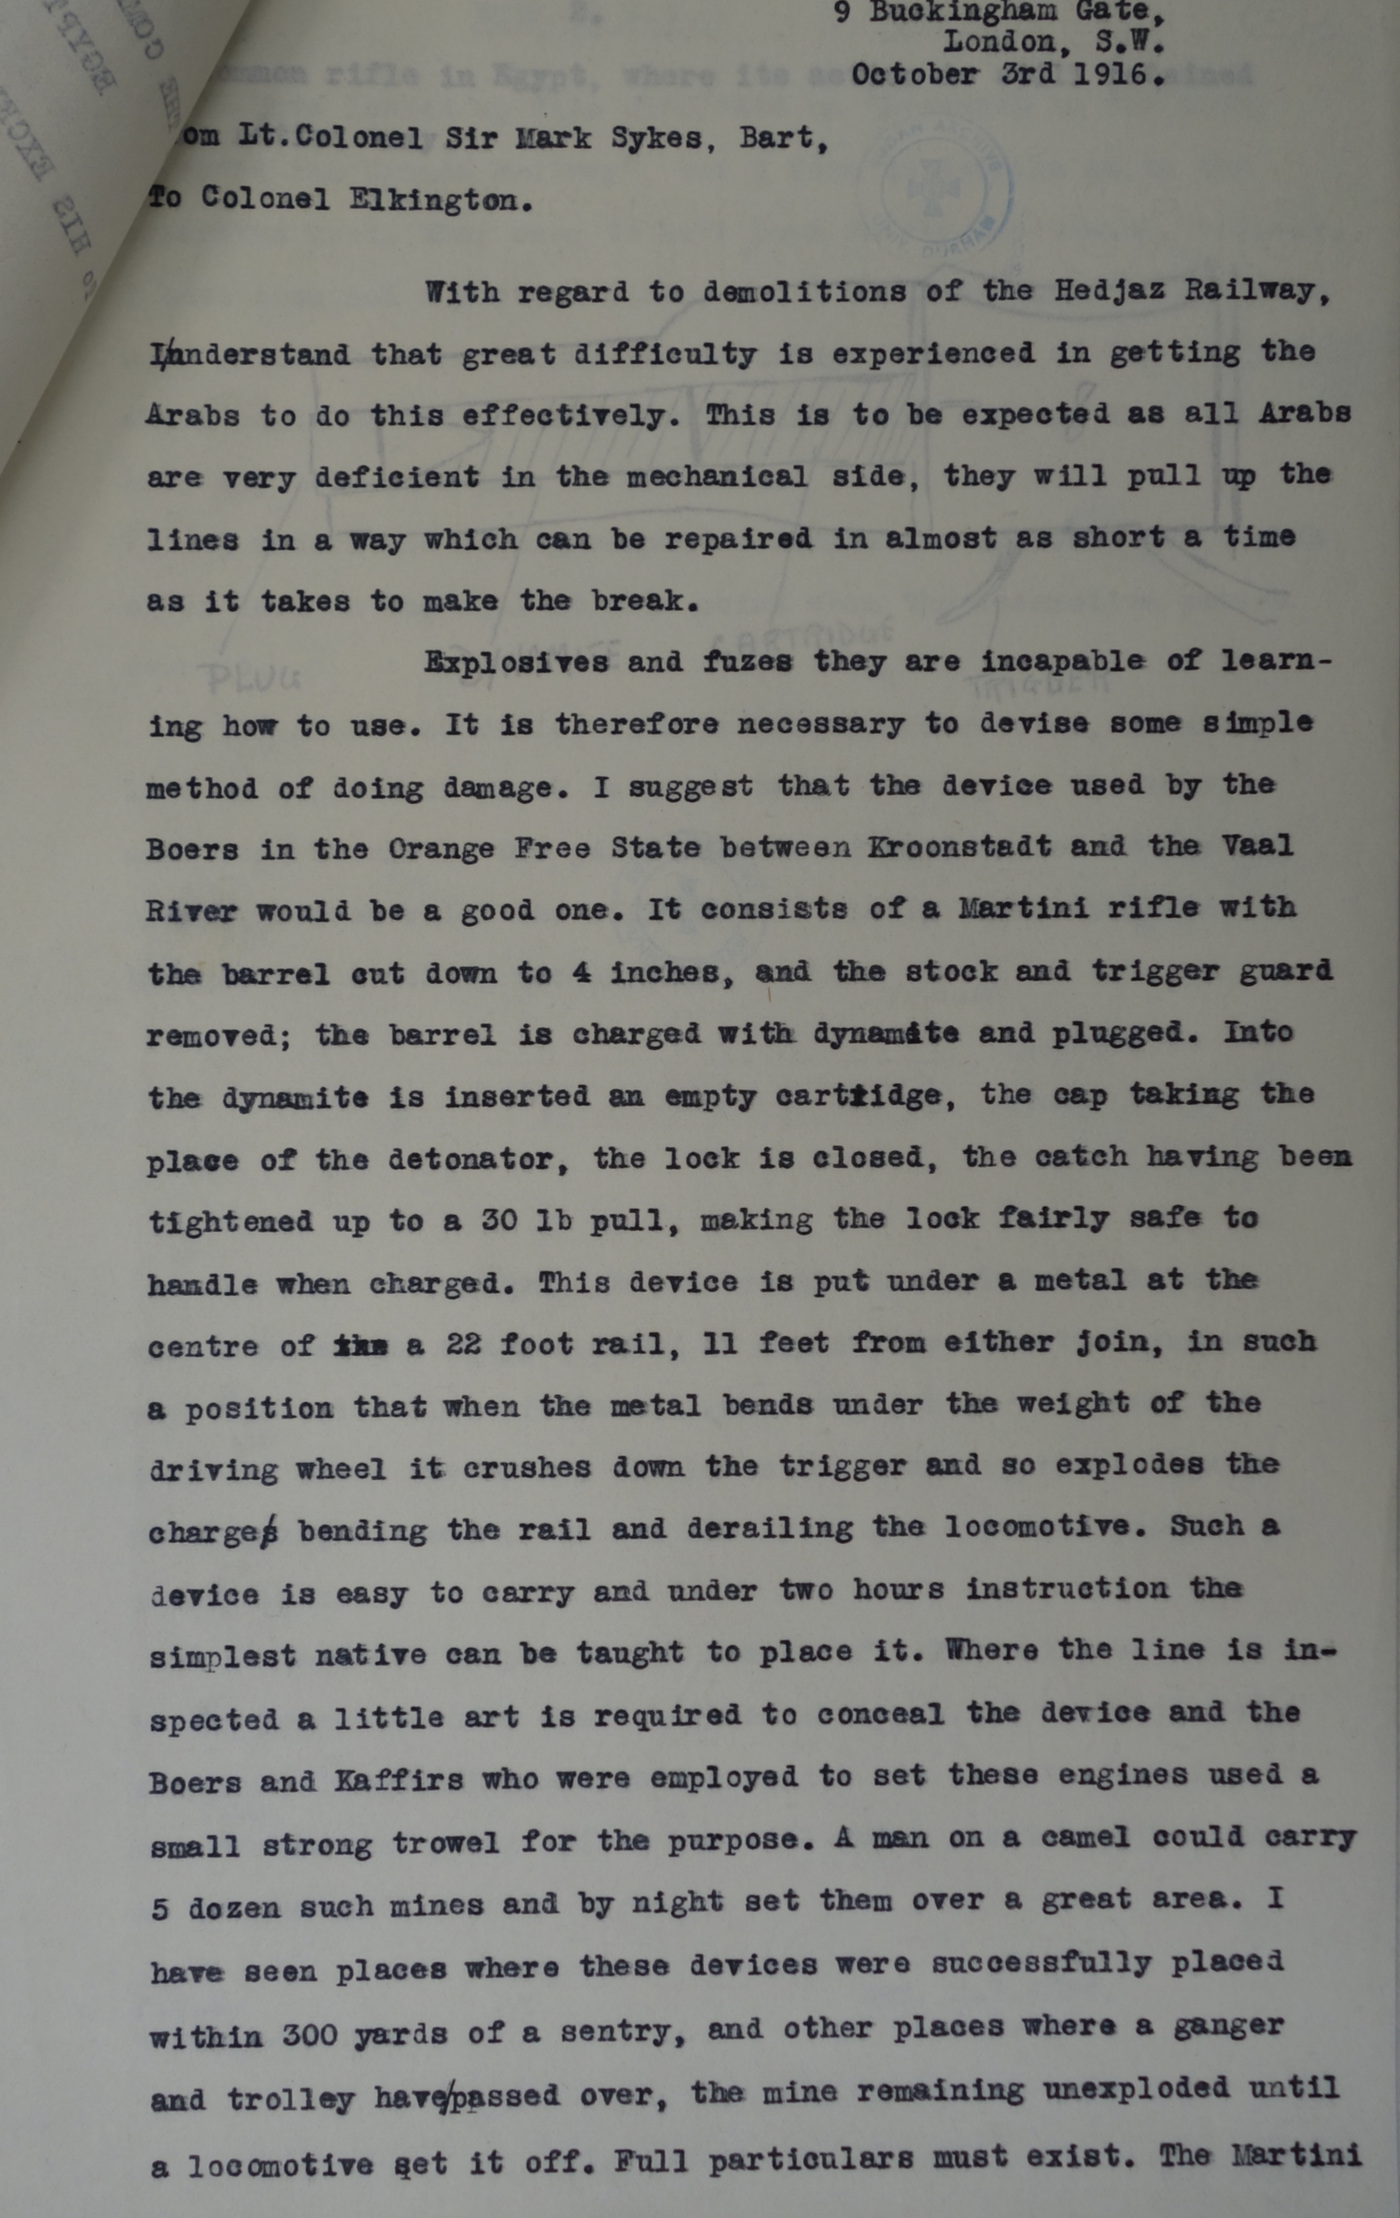 9 Buckingham Gate,
London, S.W.
October 3rd 1916.
om Lt.Colonel Sir Mark Sykes, Bart,
To Colonel Elkington.
With regard to demolitions of the Hedjaz Railway,
I/understand that great difficulty is experienced in getting the
Arabs to do this effectively. This is to be expected as all Arabs
are very deficient in the mechanical side, they will pull up the
lines in a way which can be repaired in almost as short a time
as it takes to make the break.
Explosives and fuzes they are incapable of learn-
ing how to use. It is therefore necessary to devise some simple
method of doing damage. I suggest that the device used by the
Boers in the Orange Free State between Kroonstadt and the Vaal
River would be a good one. It consists of a Martini rifle with
the barrel cut down to 4 inches, and the stock and trigger guard
removed; the barrel is charged with dynamite and plugged. Into
the dynamite is inserted an empty cartridge, the cap taking the
place of the detonator, the lock is closed, the catch having been
tightened up to a 30 lb pull, making the lock fairly safe to
handle when charged. This device is put under a metal at the
centre of a 22 foot rail, 11 feet from either join, in such
a position that when the metal bends under the weight of the
driving wheel it crushes down the trigger and so explodes the
charge bending the rail and derailing the locomotive. Such a
device is easy to carry and under two hours instruction the
simplest native can be taught to place it. Where the line is in-
spected a little art is required to conceal the device and the
Boers and Kaffirs who were employed to set these engines used a
small strong trowel for the purpose. A man on a camel could carry
5 dozen such mines and by night set them over a great area. I
have seen places where these devices were successfully placed
within 300 yards of a sentry, and other places where a ganger
and trolley have/passed over, the mine remaining unexploded until
a locomotive set it off. Full particulars must exist. The Martini
PLUG
CARTRIDGE
TRIGGER